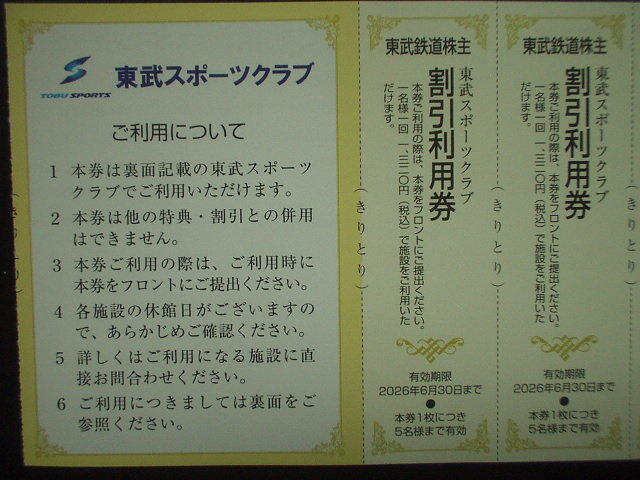 TOBU SPORTS
東武スポーツクラブ
ご利用について
1 本券は裏面記載の東武スポーツ
クラブでご利用いただけます。
2 本券は他の特典・割引との併用
はできません。
3 本券ご利用の際は、ご利用時に
本券をフロントにご提出ください。
4 各施設の休館日がございますの
で、あらかじめご確認ください。
5 詳しくはご利用になる施設に直
接お問合わせください。
6 ご利用につきましては裏面をご
参照ください。
(きりとり)
東武鉄道株主
東武スポーツクラブ
割引利用券
本券ご利用の際は、本券をフロントにご提出ください。
一名様一回 一、三二〇円(税込)で施設をご利用いた
だけます。
有効期限
2026年6月30日まで
●
本券1枚につき
5名様まで有効
(きりとり)
東武鉄道株主
東武スポーツクラブ
割引利用券
本券ご利用の際は、本券をフロントにご提出ください。
一名様一回 一、三二〇円(税込)で施設をご利用いた
だけます。
有効期限
2026年6月30日まで
●
本券1枚につき
5名様まで有効
(きりとり)